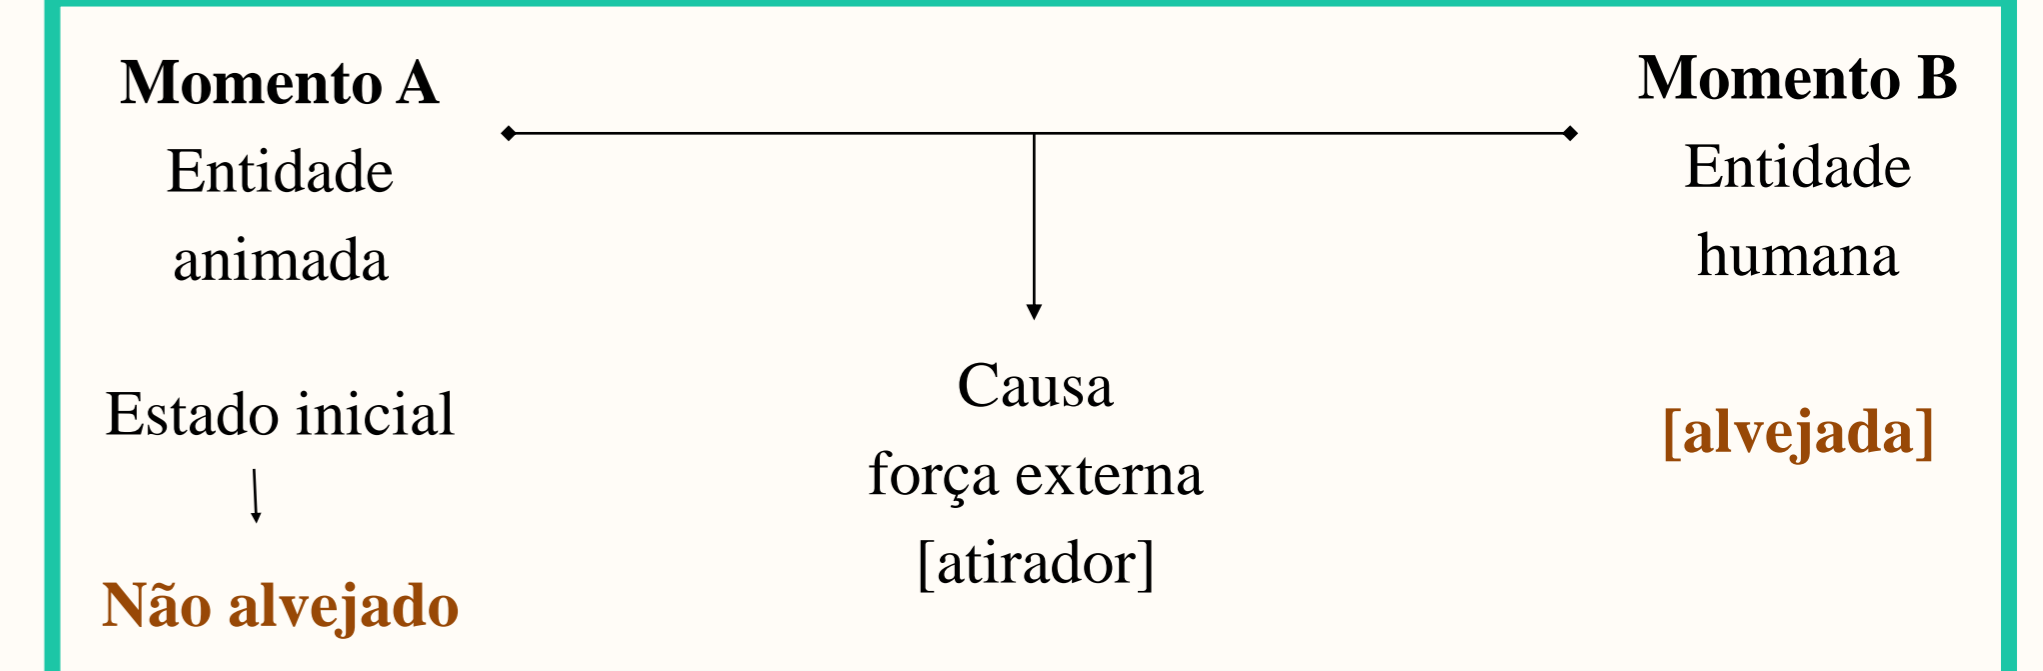 Momento A
Entidade
animada
Estado inicial
Não alvejado
Causa
força externa
[atirador]
Momento B
Entidade
humana
[alvejada]